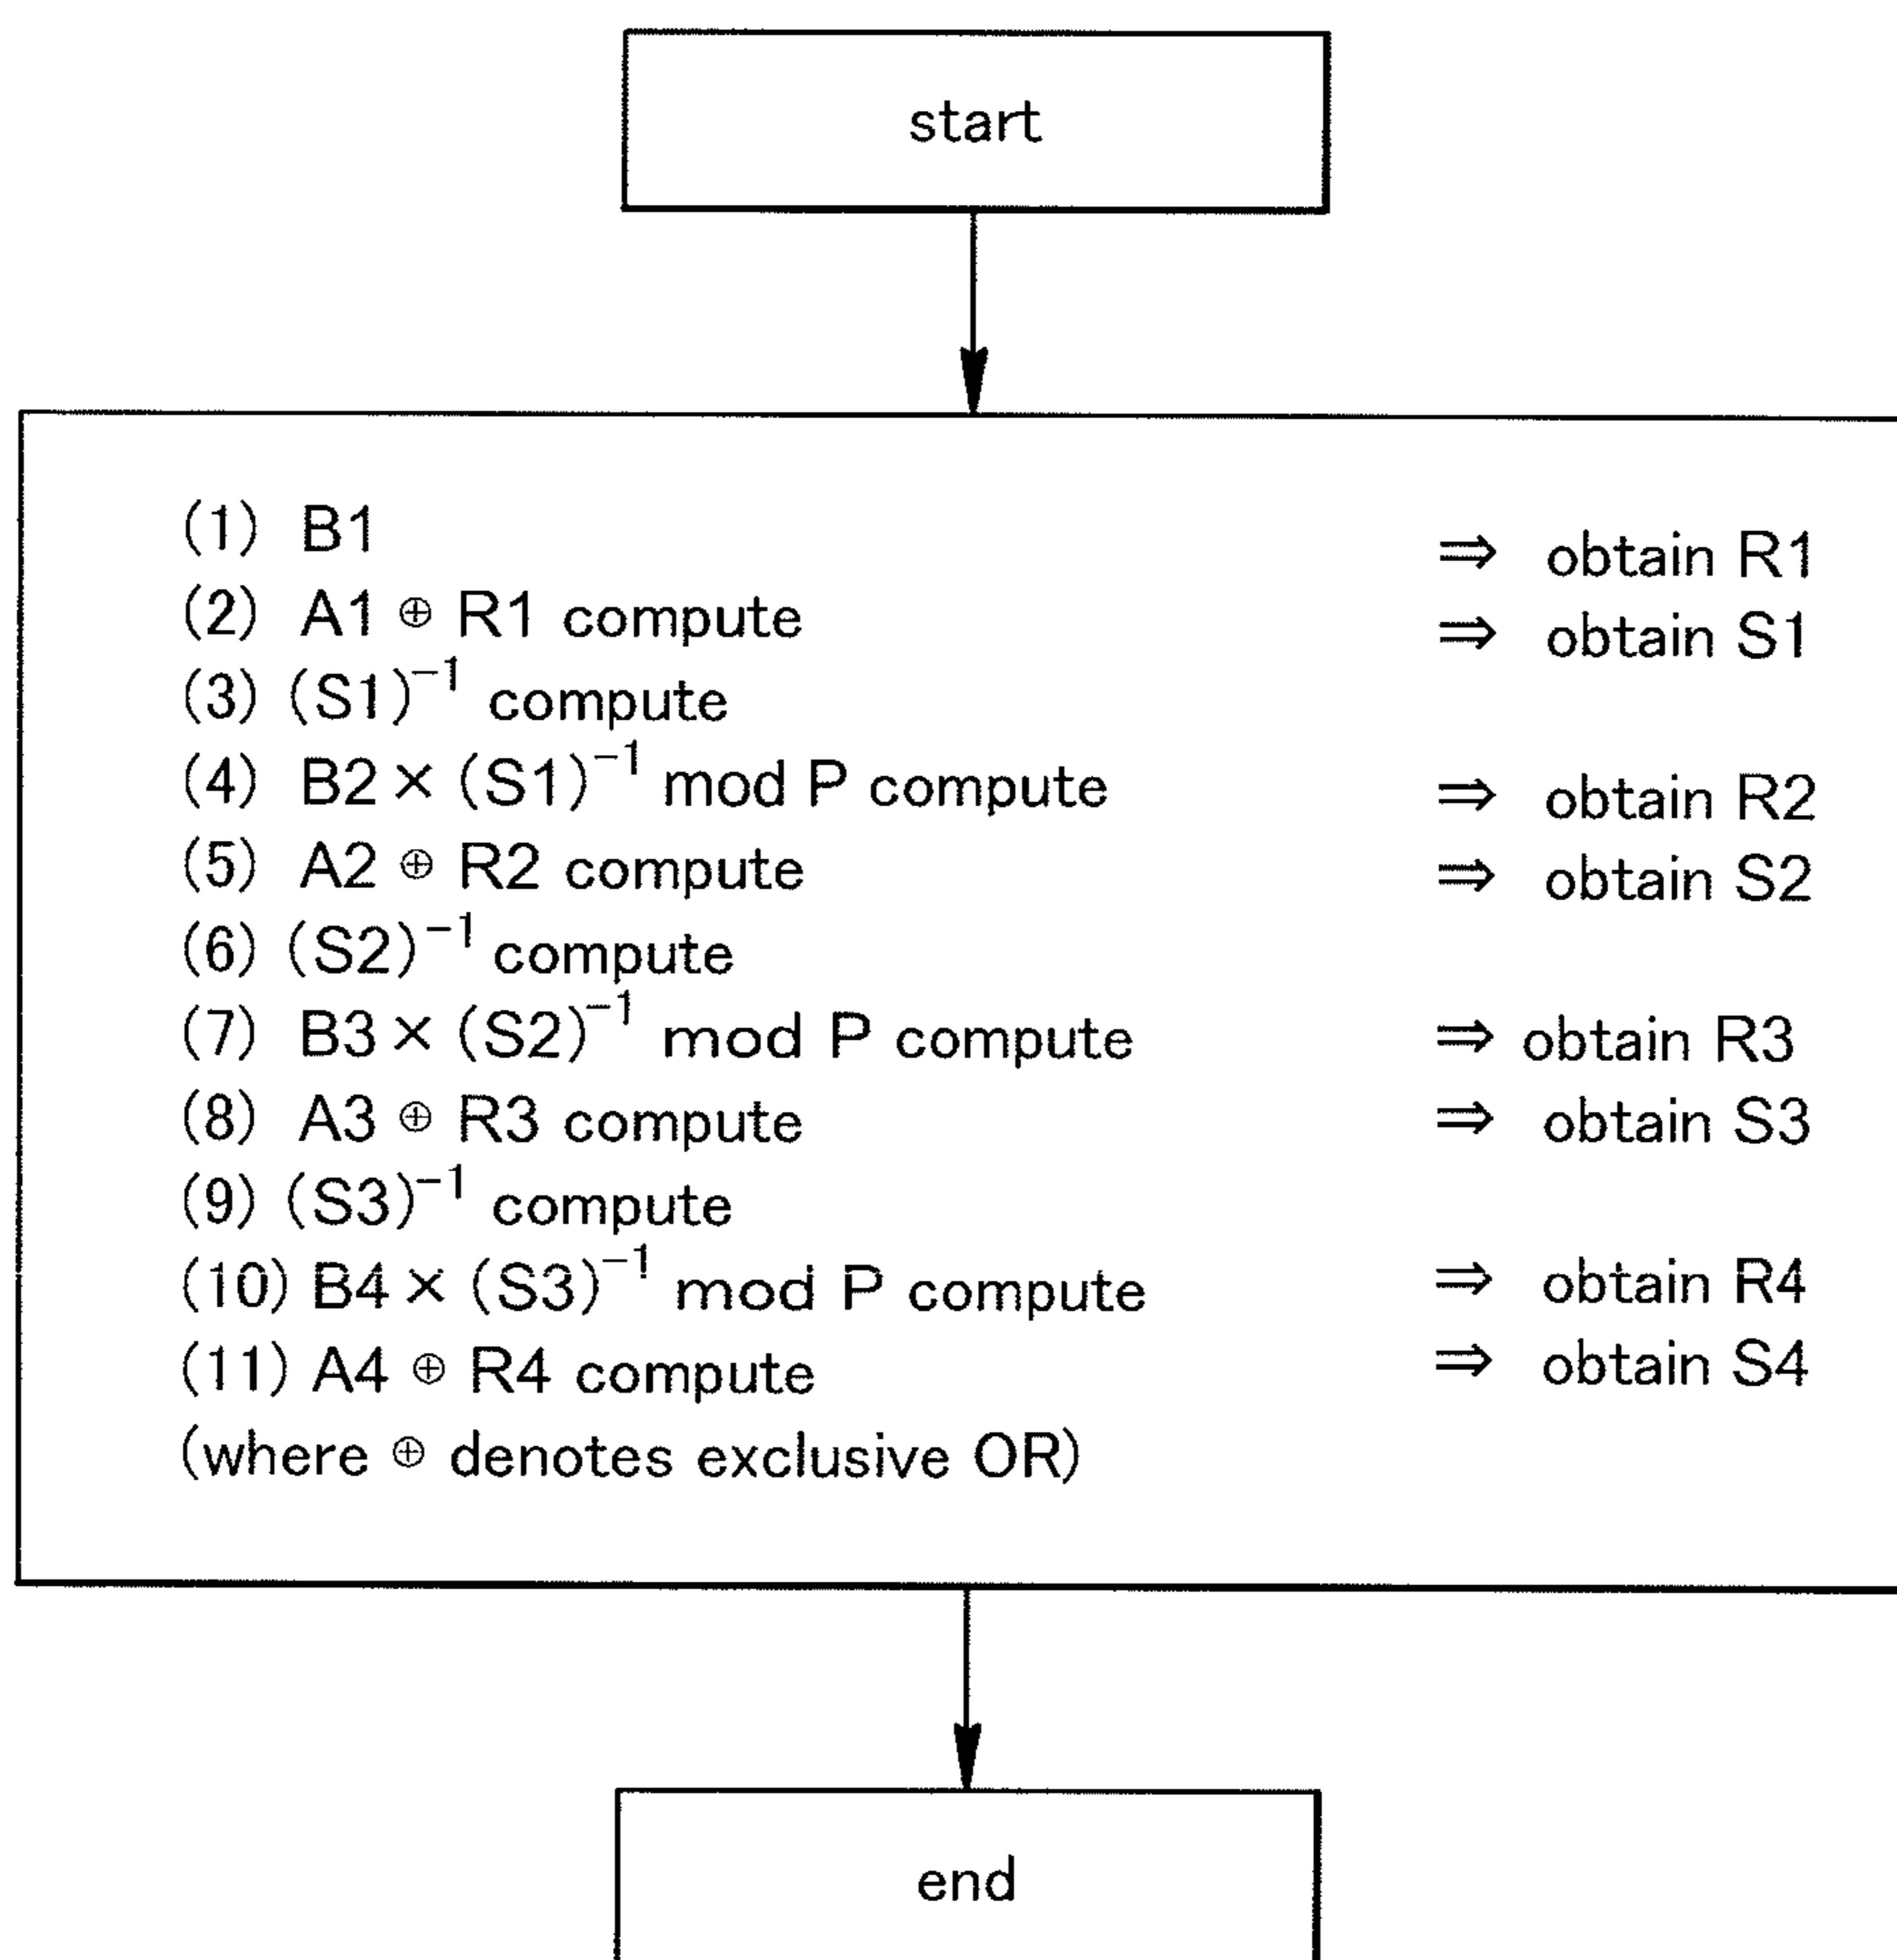 start
(1) B1 ⇒ obtain R1
(2) A1 ⊕ R1 compute ⇒ obtain S1
(3) (S1)⁻¹ compute
(4) B2 × (S1)⁻¹ mod P compute ⇒ obtain R2
(5) A2 ⊕ R2 compute ⇒ obtain S2
(6) (S2)⁻¹ compute
(7) B3 × (S2)⁻¹ mod P compute ⇒ obtain R3
(8) A3 ⊕ R3 compute ⇒ obtain S3
(9) (S3)⁻¹ compute
(10) B4 × (S3)⁻¹ mod P compute ⇒ obtain R4
(11) A4 ⊕ R4 compute ⇒ obtain S4
(where ⊕ denotes exclusive OR)
end